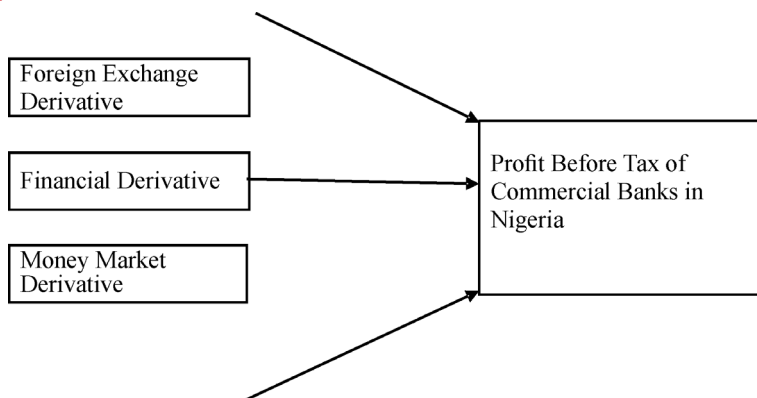 Foreign Exchange
Derivative
Financial Derivative
Money Market
Derivative
Profit Before Tax of
Commercial Banks in
Nigeria